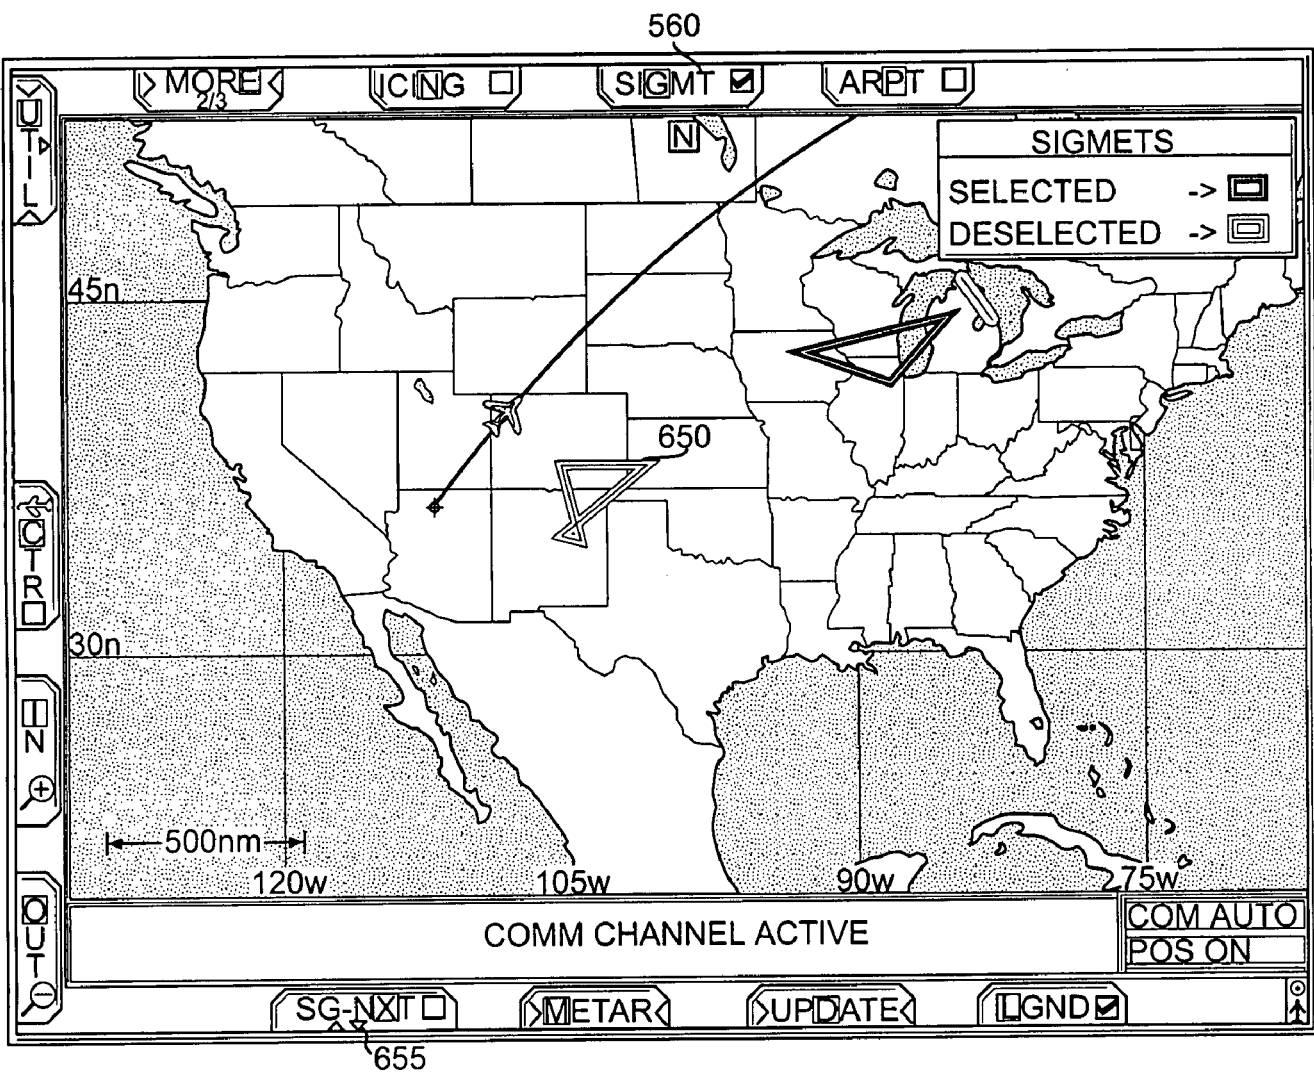 560
MORE
2/3
ICING
SIGMT
ARPT
UTIL
N
SIGMETS
SELECTED ->
DESELECTED ->
45n
650
CTR
30n
IN
500nm
120w 105w 90w 75w
OUT
COMM CHANNEL ACTIVE
COM AUTO
POS ON
SG-NXT
METAR
UPDATE
LGND
655